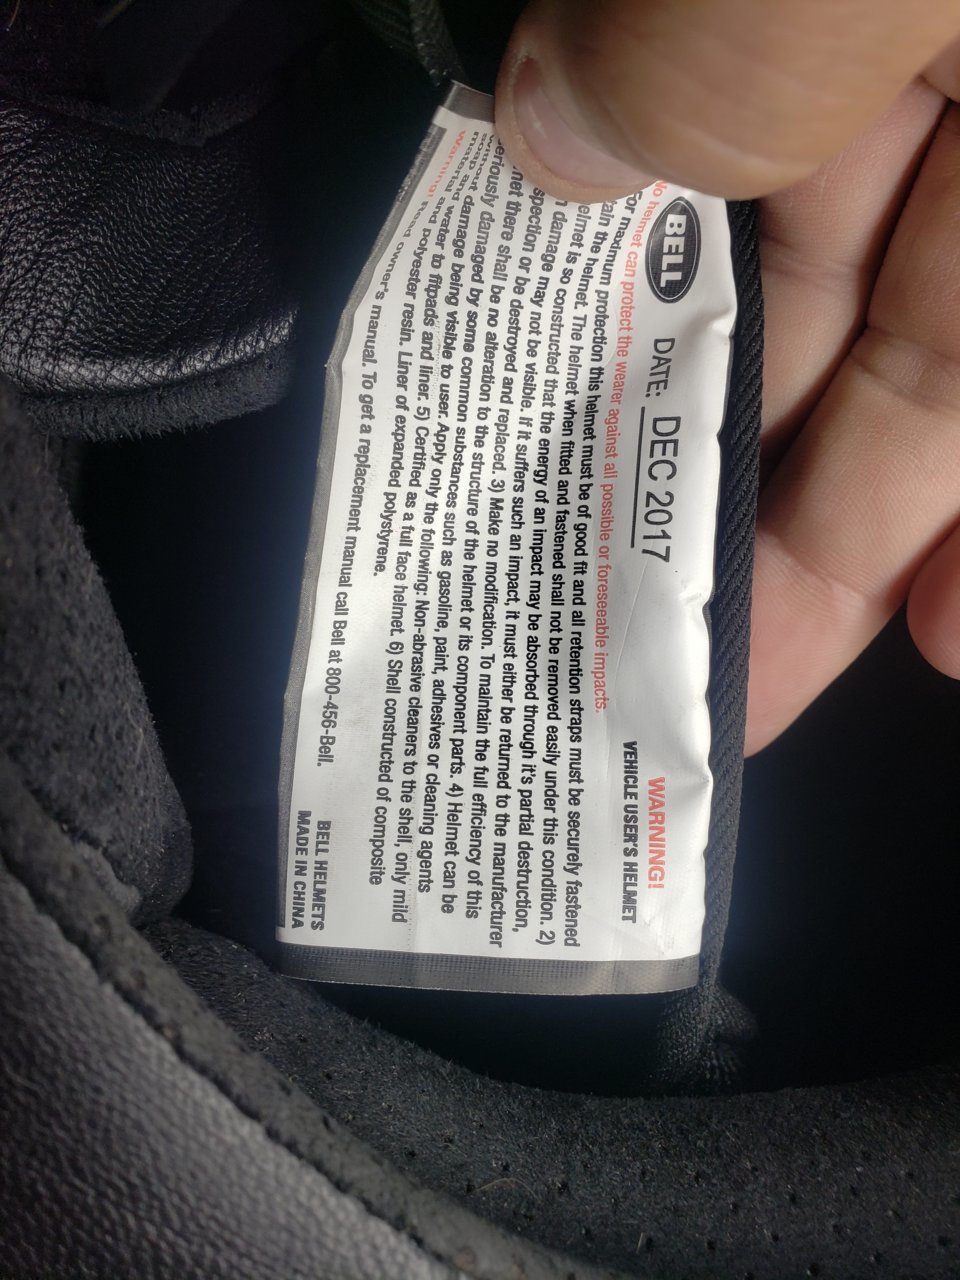 BELL DATE: DEC 2017 WARNING!
VEHICLE USER'S HELMET
No helmet can protect the wearer against all possible or foreseeable impacts.
For maximum protection this helmet must be of good fit and all retention straps must be securely fastened
the helmet. The helmet when fitted and fastened shall not be removed easily under this condition. 2)
is so constructed that the energy of an impact may be absorbed through it's partial destruction,
damage may not be visible. If it suffers such an impact, it must either be returned to the manufacturer
or be destroyed and replaced. 3) Make no modification. To maintain the full efficiency of this
there shall be no alteration to the structure of the helmet or its component parts. 4) Helmet can be
seriously damaged by some common substances such as gasoline, paint, adhesives or cleaning agents
without damage being visible to user. Apply only the following: Non-abrasive cleaners to the shell, only mild
and water to fitpads and liner. 5) Certified as a full face helmet. 6) Shell constructed of composite
and polyester resin. Liner of expanded polystyrene.
Warning! Read owner's manual. To get a replacement manual call Bell at 800-456-Bell.
BELL HELMETS
MADE IN CHINA